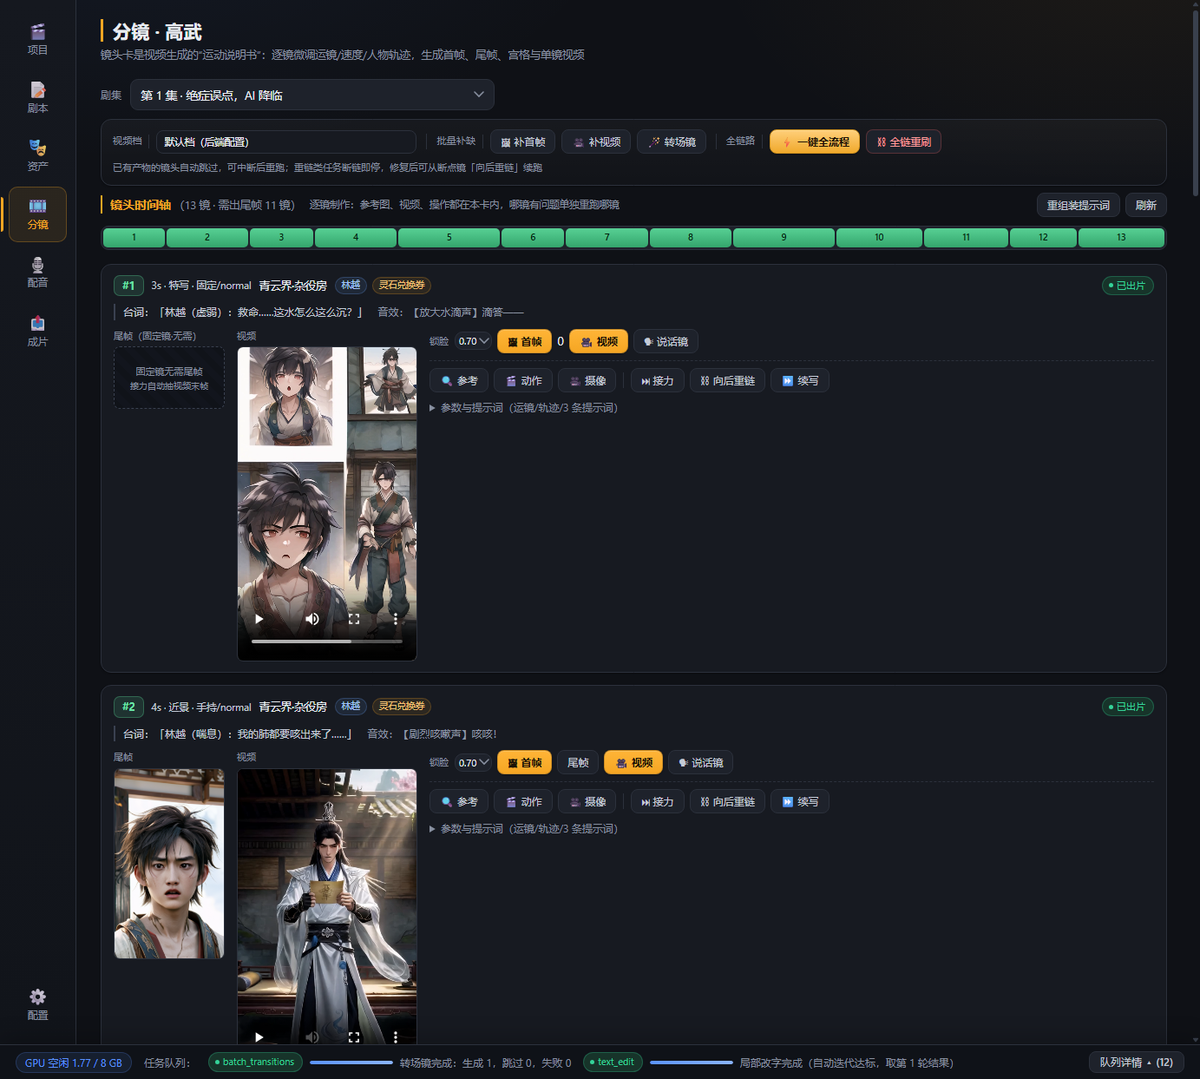 项目
剧本
资产
分镜
配音
成片
配置
分镜 · 高武
镜头卡是视频生成的"运动说明书"：逐镜微调运镜/速度/人物轨迹，生成首帧、尾帧、宫格与单镜视频
剧集 第 1 集 · 绝症误点，AI 降临
视频档 默认档（后端配置） 批量补缺 补首帧 补视频 转场镜 全链路 一键全流程 全链重刷
已有产物的镜头自动跳过，可中断后重跑；重链类任务断链即停，修复后可从断点镜「向后重链」续跑
镜头时间轴（13 镜 · 需出尾帧 11 镜） 逐镜制作：参考图、视频、操作都在本卡内，哪镜有问题单独重跑哪镜 重组装提示词 刷新
1 2 3 4 5 6 7 8 9 10 11 12 13
#1 3s · 特写 · 固定/normal 青云界·杂役房 林越 灵石兑换券 已出片
台词：「林越（虚弱）：救命......这水怎么这么沉？」 音效：【放大水滴声】滴答——
尾帧（固定镜·无需） 视频
固定镜无需尾帧
接力自动抽视频末帧
锁脸 0.70 首帧 0 视频 说话镜
参考 动作 摄像 接力 向后重链 续写
参数与提示词（运镜/轨迹/3 条提示词）
#2 4s · 近景 · 手持/normal 青云界·杂役房 林越 灵石兑换券 已出片
台词：「林越（喘息）：我的肺都要咳出来了......」 音效：【剧烈咳嗽声】咳咳！
尾帧 视频
锁脸 0.70 首帧 尾帧 视频 说话镜
参考 动作 摄像 接力 向后重链 续写
参数与提示词（运镜/轨迹/3 条提示词）
GPU 空闲 1.77 / 8 GB 任务队列： batch_transitions 转场镜完成：生成 1，跳过 0，失败 0 text_edit 局部改字完成（自动迭代达标，取第 1 轮结果） 队列详情 (12)